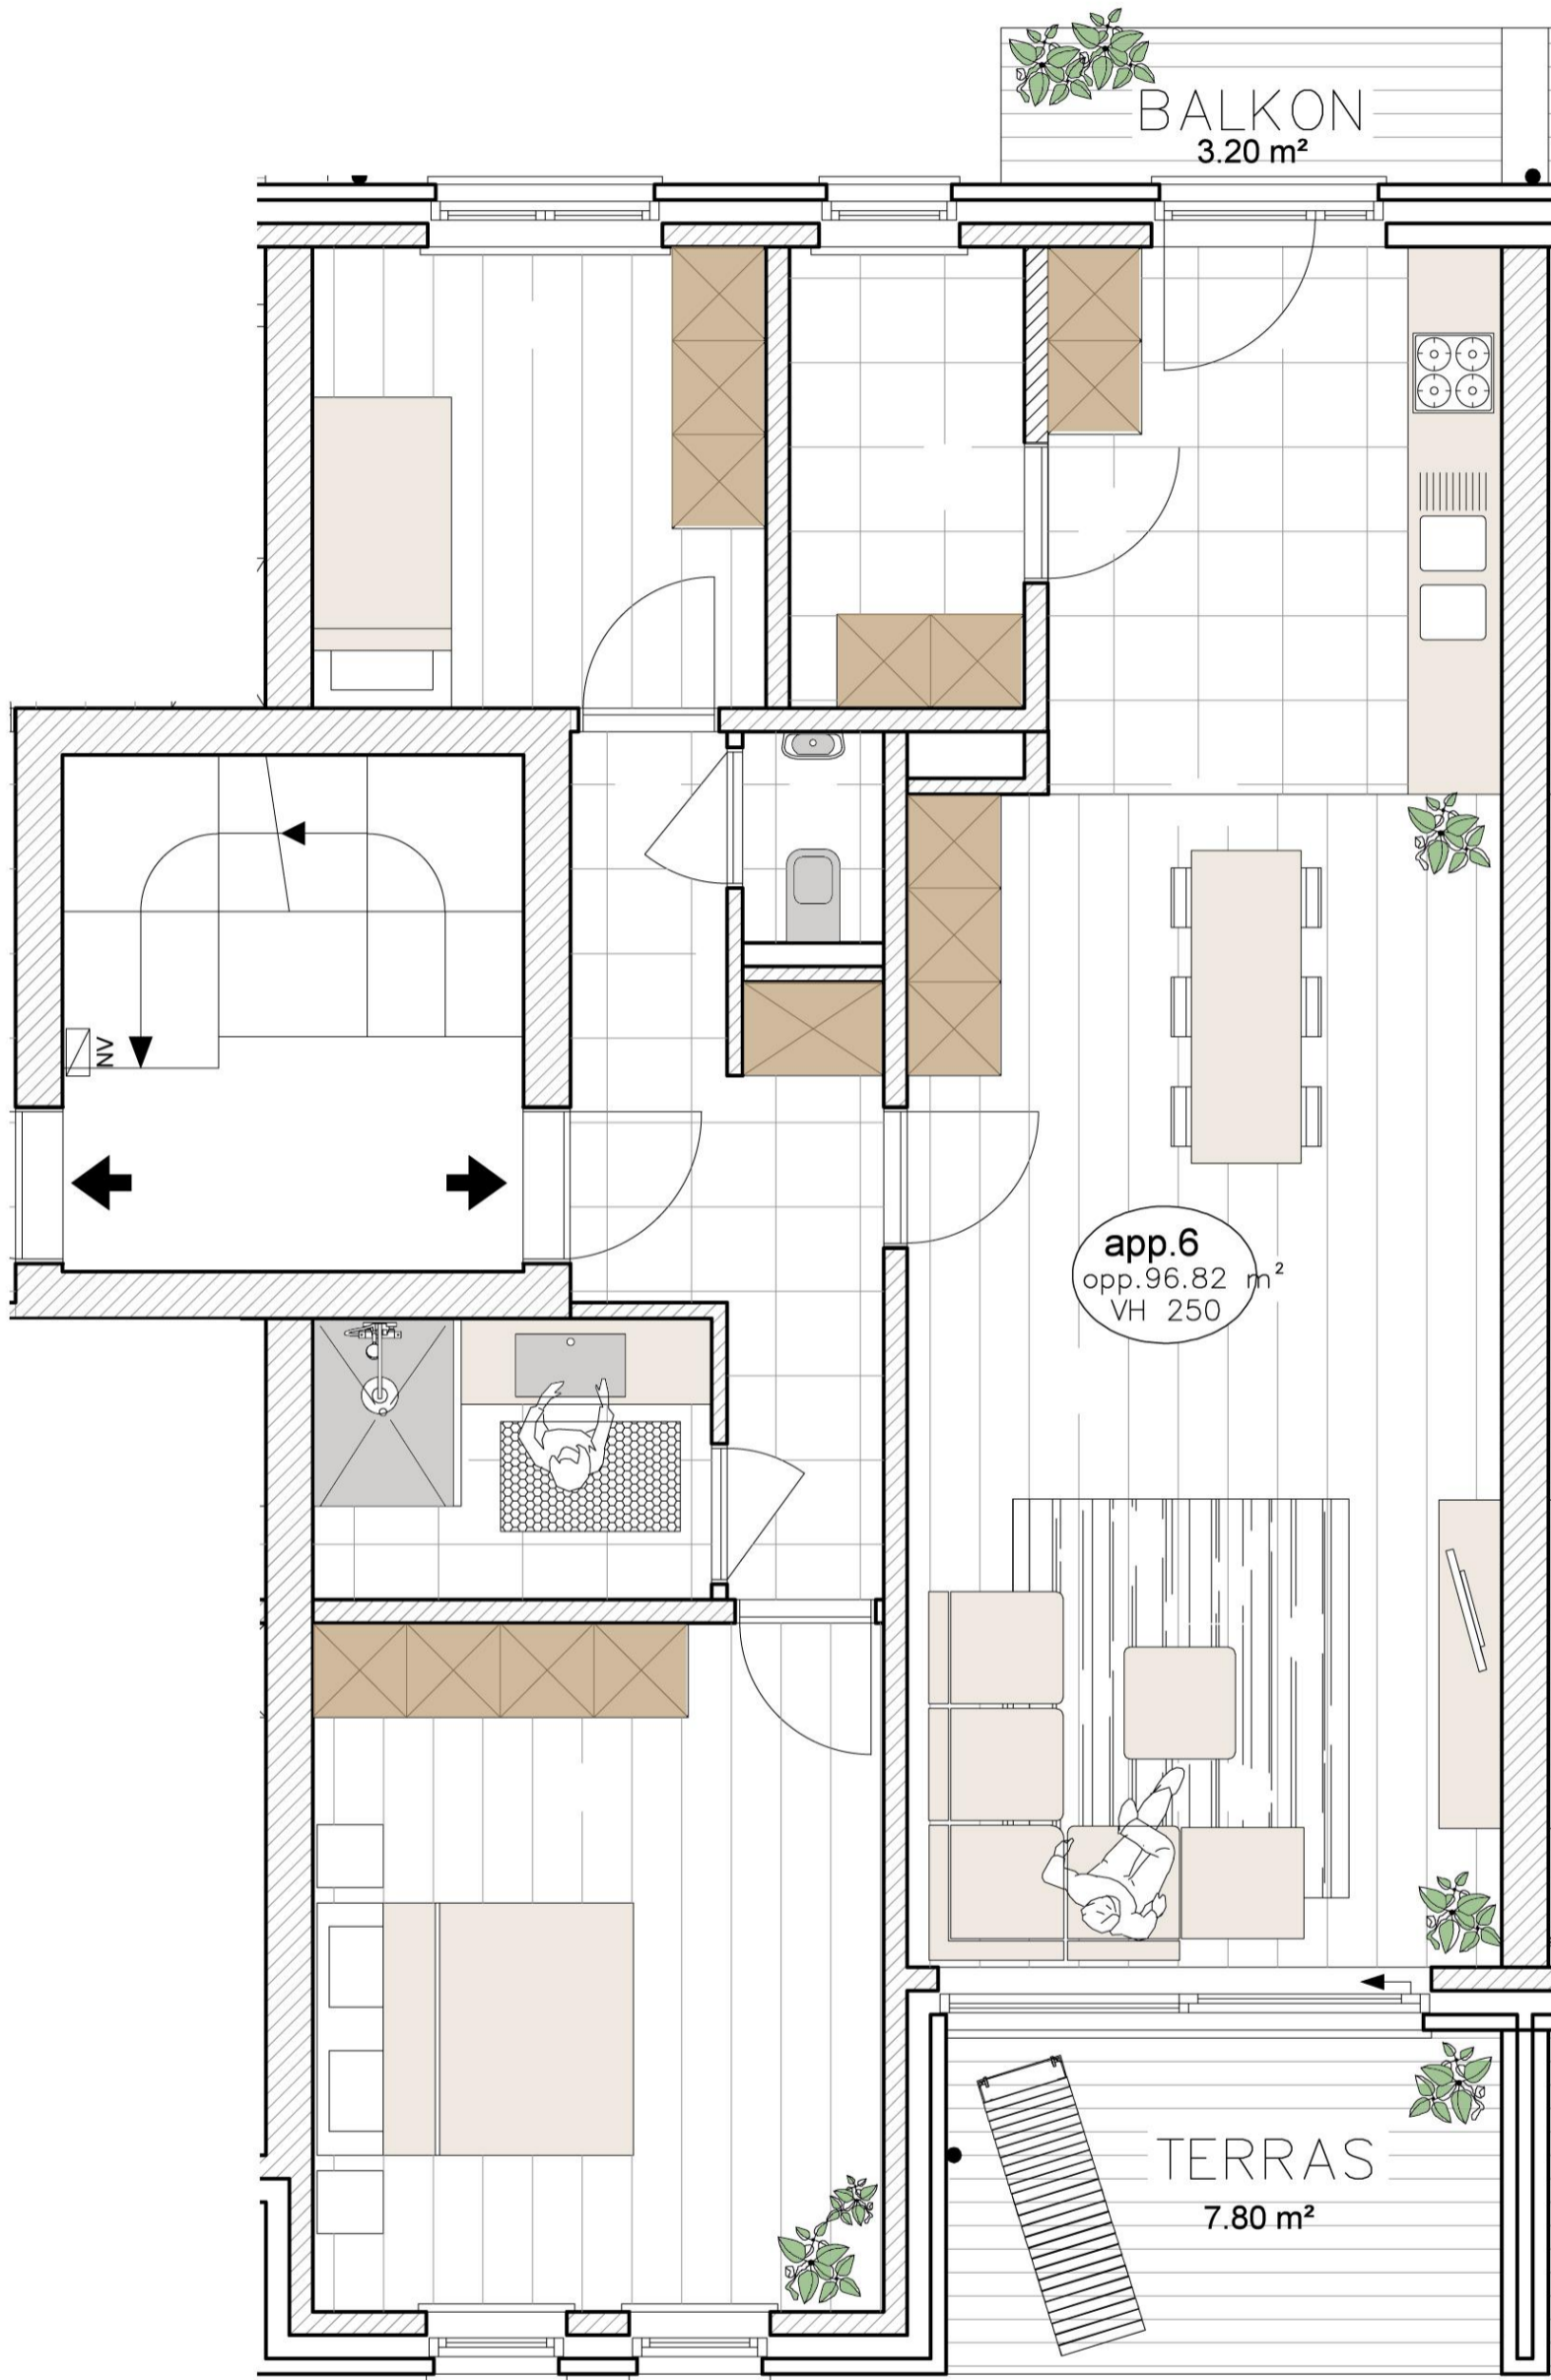 BALKON
3.20 m²
NV
app.6
opp.96.82 m²
VH 250
TERRAS
7.80 m²